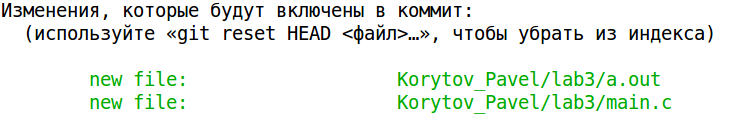 Изменения, которые будут включены в коммит:
(используйте «git reset HEAD <файл>…», чтобы убрать из индекса)
new file: Korytov_Pavel/lab3/a.out
new file: Korytov_Pavel/lab3/main.c